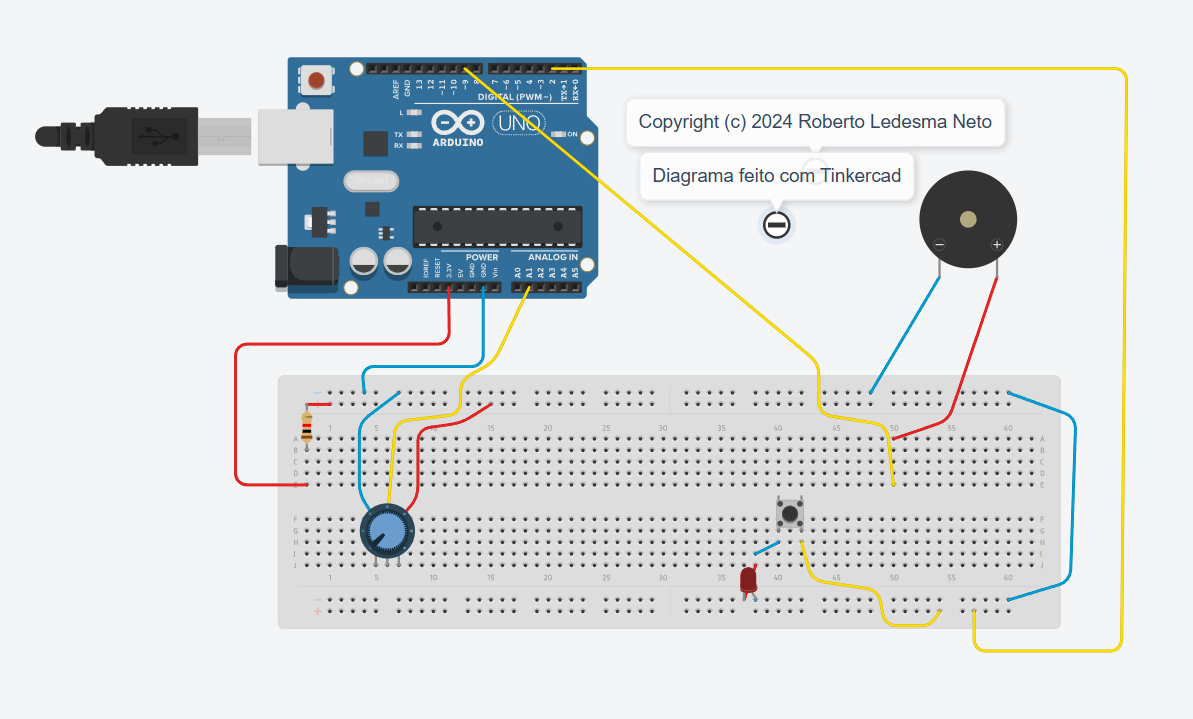 AREF
GND
13
12
~11
~10
~9
8
7
~6
~5
4
~3
2
TX→1
RX←0
DIGITAL (PWM~)
L
TX
RX
ARDUINO
UNO
ON
Copyright (c) 2024 Roberto Ledesma Neto
Diagrama feito com Tinkercad
POWER
ANALOG IN
IOREF
RESET
3.3V
5V
GND
GND
Vin
A0
A1
A2
A3
A4
A5
1 5 10 15 20 25 30 35 40 45 50 55 60
A A
B B
C C
D D
E
F F
G G
H H
I I
J J
1 5 10 15 20 25 30 35 40 45 50 55 60